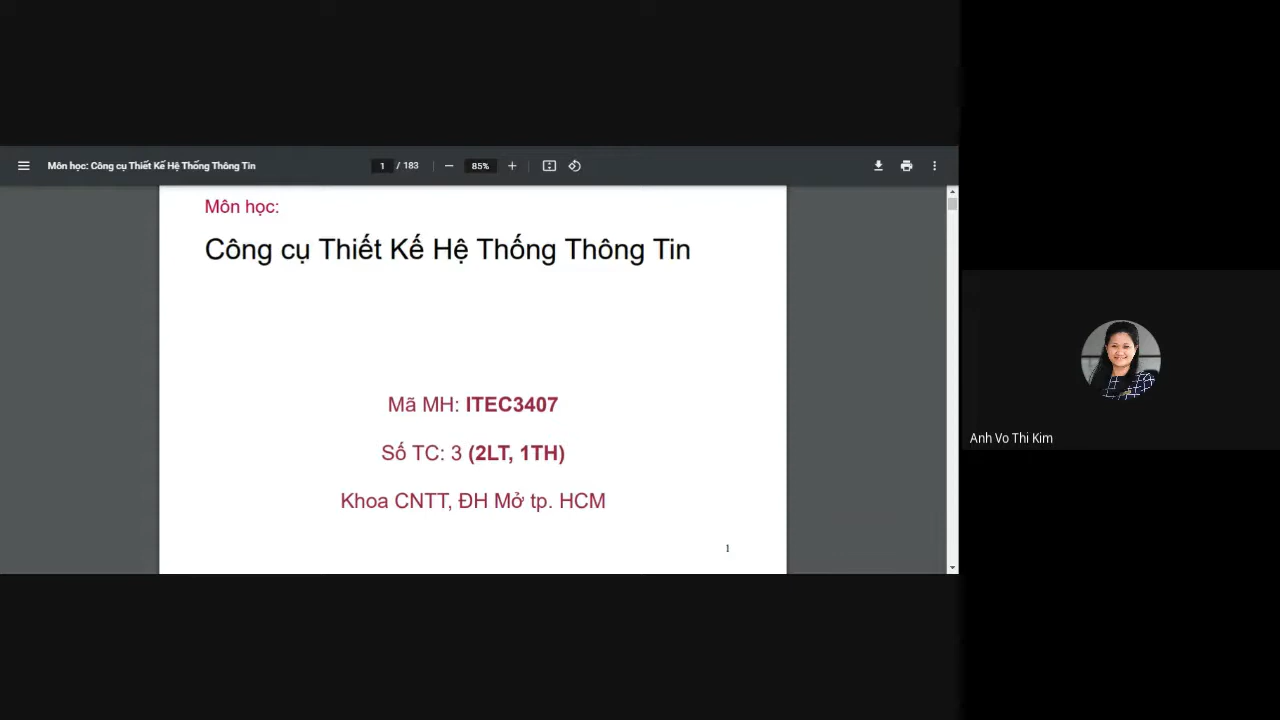 Môn học: Công cụ Thiết Kế Hệ Thống Thông Tin
1 / 183
85%
Môn học:
Công cụ Thiết Kế Hệ Thống Thông Tin
Mã MH: ITEC3407
Số TC: 3 (2LT, 1TH)
Khoa CNTT, ĐH Mở tp. HCM
1
Anh Vo Thi Kim